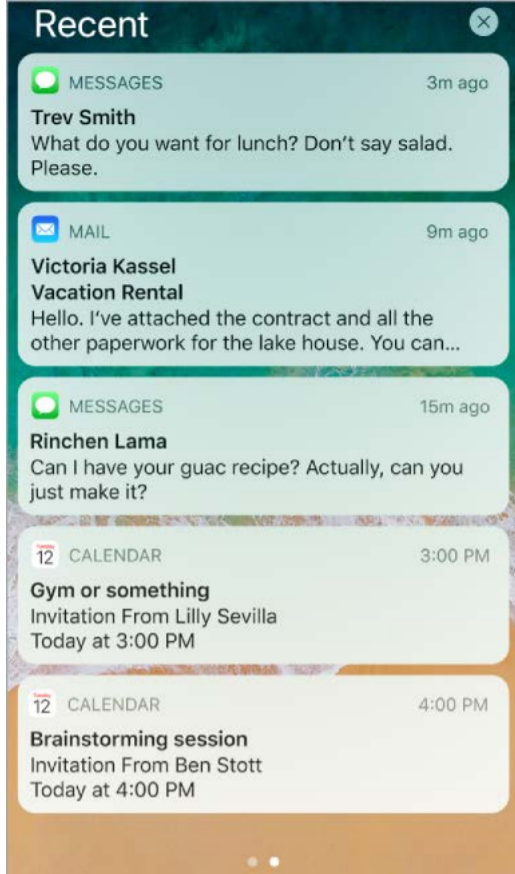 Recent
MESSAGES 3m ago
Trev Smith
What do you want for lunch? Don’t say salad.
Please.
MAIL 9m ago
Victoria Kassel
Vacation Rental
Hello. I’ve attached the contract and all the
other paperwork for the lake house. You can...
MESSAGES 15m ago
Rinchen Lama
Can I have your guac recipe? Actually, can you
just make it?
Tuesday
12 CALENDAR 3:00 PM
Gym or something
Invitation From Lilly Sevilla
Today at 3:00 PM
Tuesday
12 CALENDAR 4:00 PM
Brainstorming session
Invitation From Ben Stott
Today at 4:00 PM